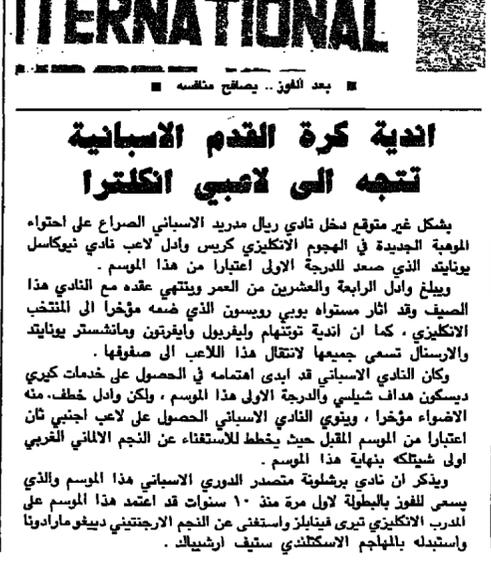 INTERNATIONAL
بعد الفوز .. يصافح منافسه
اندية كرة القدم الاسبانية
تتجه الى لاعبي انكلترا
بشكل غير متوقع دخل نادي ريال مدريد الاسباني الصراع على احتواء
الموهبة الجديدة في الهجوم الانكليزي كريس وادل لاعب نادي نيوكاسل
يونايتد الذي صعد للدرجة الاولى اعتبارا من هذا الموسم .
ويبلغ وادل الرابعة والعشرين من العمر وينتهي عقده مع النادي هذا
الصيف وقد اثار مستواه بوبي روبسون الذي ضمه مؤخرا الى المنتخب
الانكليزي ، كما ان اندية توتنهام وليفربول وايفرتون ومانشستر يونايتد
والارسنال تسعى جميعها لانتقال هذا اللاعب الى صفوفها .
وكان النادي الاسباني قد ابدى اهتمامه في الحصول على خدمات كيري
ديسكون هداف شيلسي والدرجة الاولى هذا الموسم ، ولكن وادل خطف منه
الاضواء مؤخرا ، وينوي النادي الاسباني الحصول على لاعب اجنبي ثان
اعتبارا من الموسم المقبل حيث يخطط للاستغناء عن النجم الالماني الغربي
اولى شيتلكه بنهاية هذا الموسم .
ويذكر ان نادي برشلونة متصدر الدوري الاسباني هذا الموسم والذي
يسعى للفوز بالبطولة لاول مرة منذ ١٠ سنوات قد اعتمد هذا الموسم على
المدرب الانكليزي تيرى فينابلز واستغنى عن النجم الارجنتيني دييغو مارادونا
واستبدله بالمهاجم الاسكتلندي ستيف ارشيبالد .